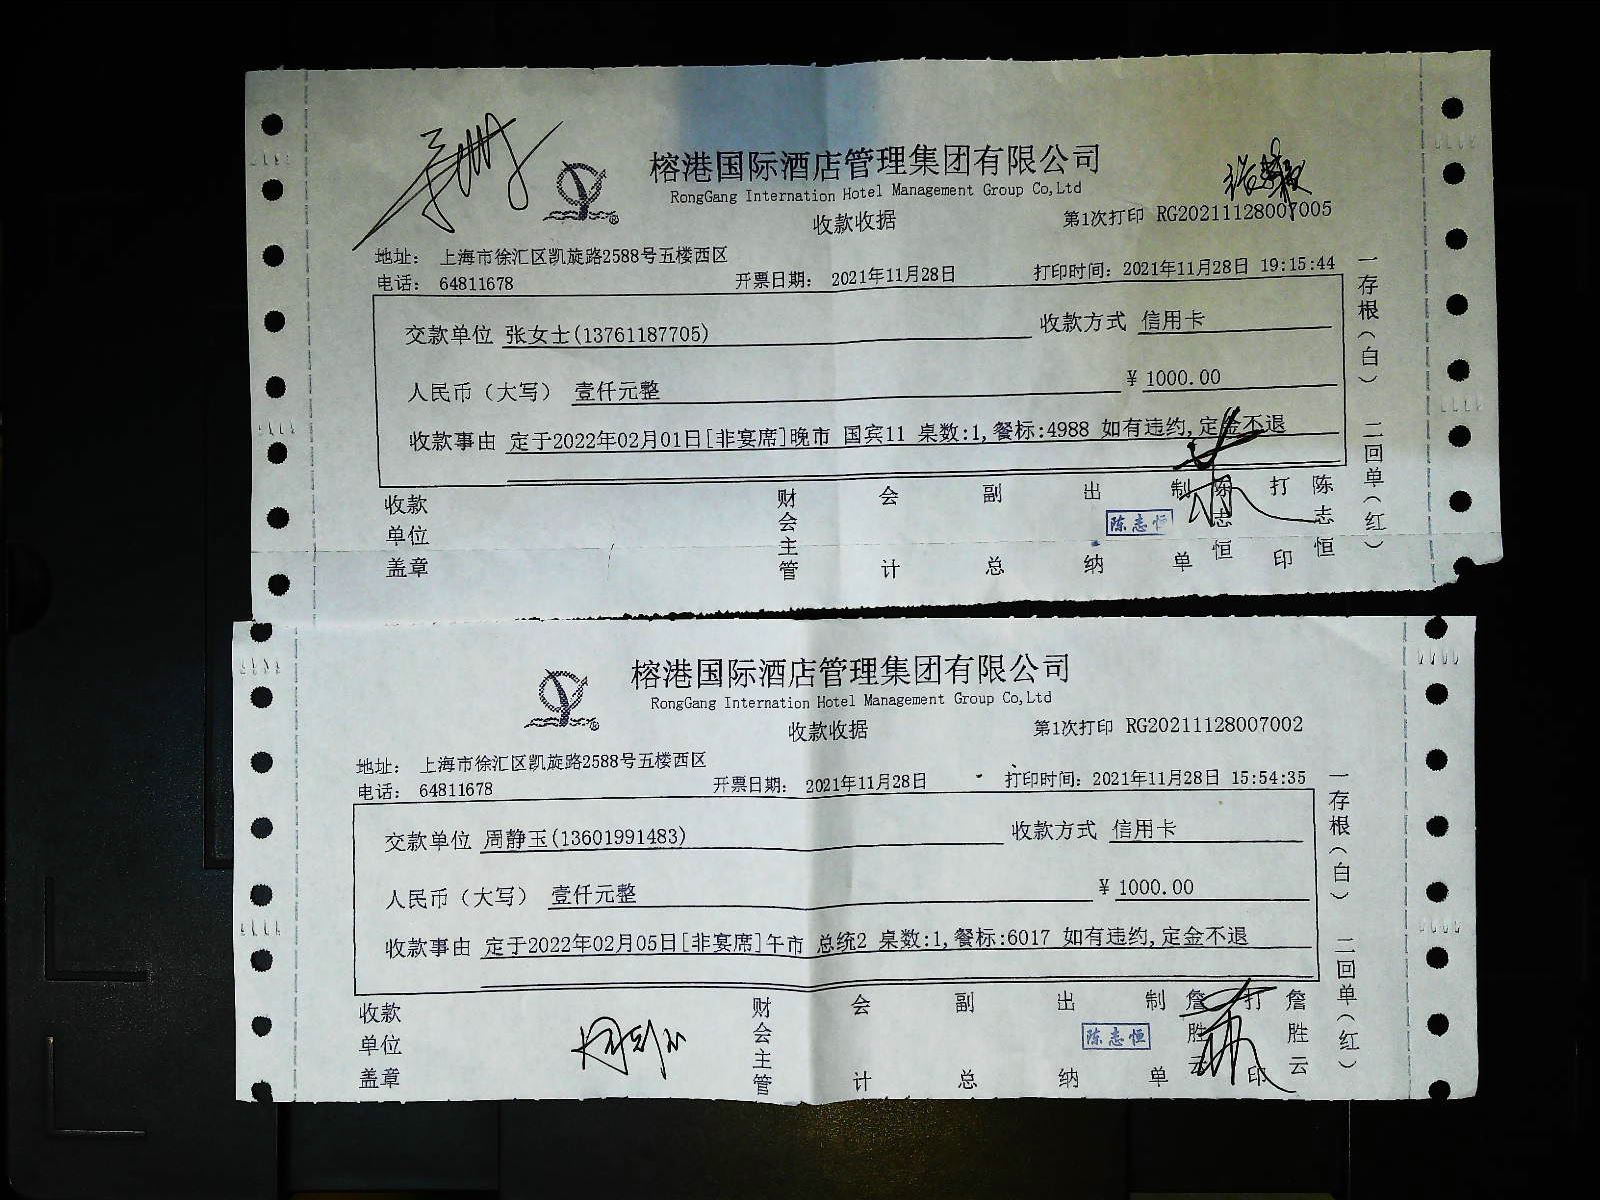 榕港国际酒店管理集团有限公司
RongGang Internation Hotel Management Group Co,Ltd
收款收据
第1次打印 RG20211128007005
地址： 上海市徐汇区凯旋路2588号五楼西区
电话： 64811678 开票日期： 2021年11月28日 打印时间：2021年11月28日 19:15:44
交款单位 张女士(13761187705) 收款方式 信用卡
人民币（大写） 壹仟元整 ￥1000.00
收款事由 定于2022年02月01日[非宴席]晚市 国宾11 桌数:1,餐标:4988 如有违约,定金不退
收款单位盖章 财会主管 会计 副总 出纳 陈志恒 制单 陈志恒 打印 陈志恒
一存根（白） 二回单（红）
榕港国际酒店管理集团有限公司
RongGang Internation Hotel Management Group Co,Ltd
收款收据
第1次打印 RG20211128007002
地址： 上海市徐汇区凯旋路2588号五楼西区
电话： 64811678 开票日期： 2021年11月28日 打印时间：2021年11月28日 15:54:35
交款单位 周静玉(13601991483) 收款方式 信用卡
人民币（大写） 壹仟元整 ￥1000.00
收款事由 定于2022年02月05日[非宴席]午市 总统2 桌数:1,餐标:6017 如有违约,定金不退
收款单位盖章 财会主管 会计 副总 出纳 陈志恒 制单 詹胜云 打印 詹胜云
一存根（白） 二回单（红）